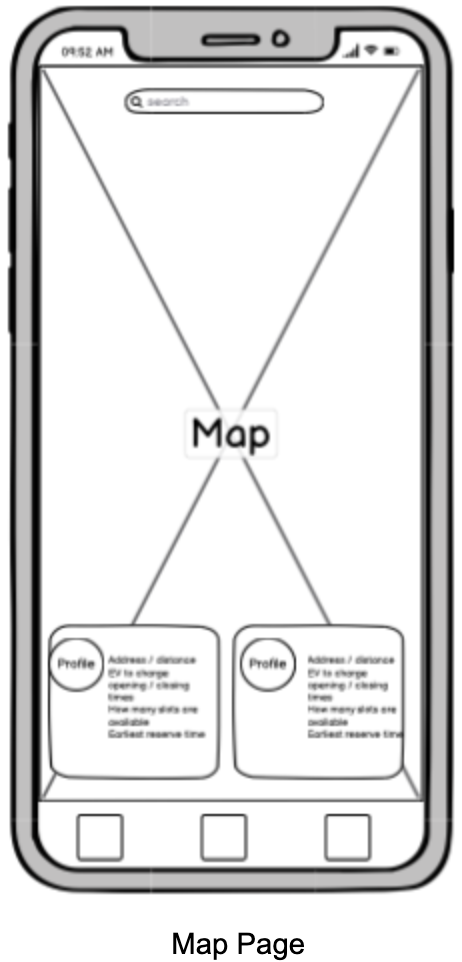 09:52 AM
search
Map
Profile
Address / distance
EV to charge
opening / closing
times
How many slots are
available
Earliest reserve time
Profile
Address / distance
EV to charge
opening / closing
times
How many slots are
available
Earliest reserve time
Map Page